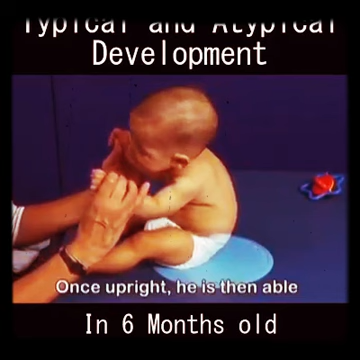 Typical and Atypical
Development
Once upright, he is then able
In 6 Months old